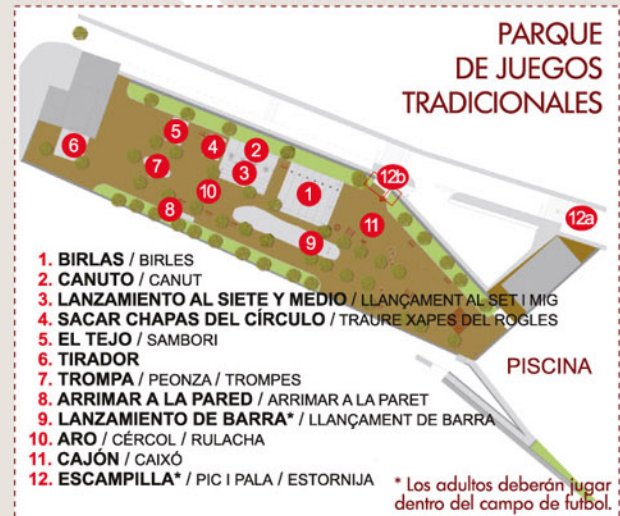 PARQUE
DE JUEGOS
TRADICIONALES
5
4
2
6
7
3
12b
1
10
12a
8
11
9
1. BIRLAS / BIRLES
2. CANUTO / CANUT
3. LANZAMIENTO AL SIETE Y MEDIO / LLANÇAMENT AL SET I MIG
4. SACAR CHAPAS DEL CÍRCULO / TRAURE XAPES DEL ROGLES
5. EL TEJO / SAMBORI
6. TIRADOR
7. TROMPA / PEONZA / TROMPES
8. ARRIMAR A LA PARED / ARRIMAR A LA PARET
9. LANZAMIENTO DE BARRA* / LLANÇAMENT DE BARRA
10. ARO / CÉRCOL / RULACHA
11. CAJÓN / CAIXÓ
12. ESCAMPILLA* / PIC I PALA / ESTORNIJA
PISCINA
* Los adultos deberán jugar
dentro del campo de futbol.